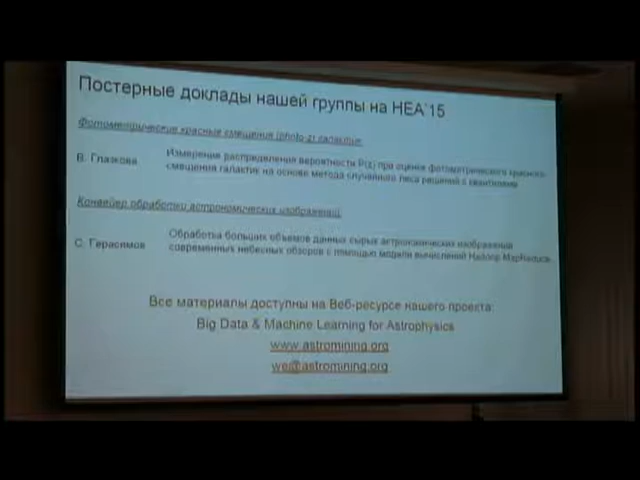 Постерные доклады нашей группы на HEA`15
Фотометрические красные смещения (photo-z) галактик
В. Глазкова
Измерение распределения вероятности P(z) при оценке фотометрического красного
смещения галактик на основе метода случайного леса решений с квантилями
Конвейер обработки астрономических изображений
С. Герасимов
Обработка больших объемов данных сырых астрономических изображений
современных небесных обзоров с помощью модели вычислений Hadoop MapReduce
Все материалы доступны на Веб-ресурсе нашего проекта:
Big Data & Machine Learning for Astrophysics
www.astromining.org
we@astromining.org